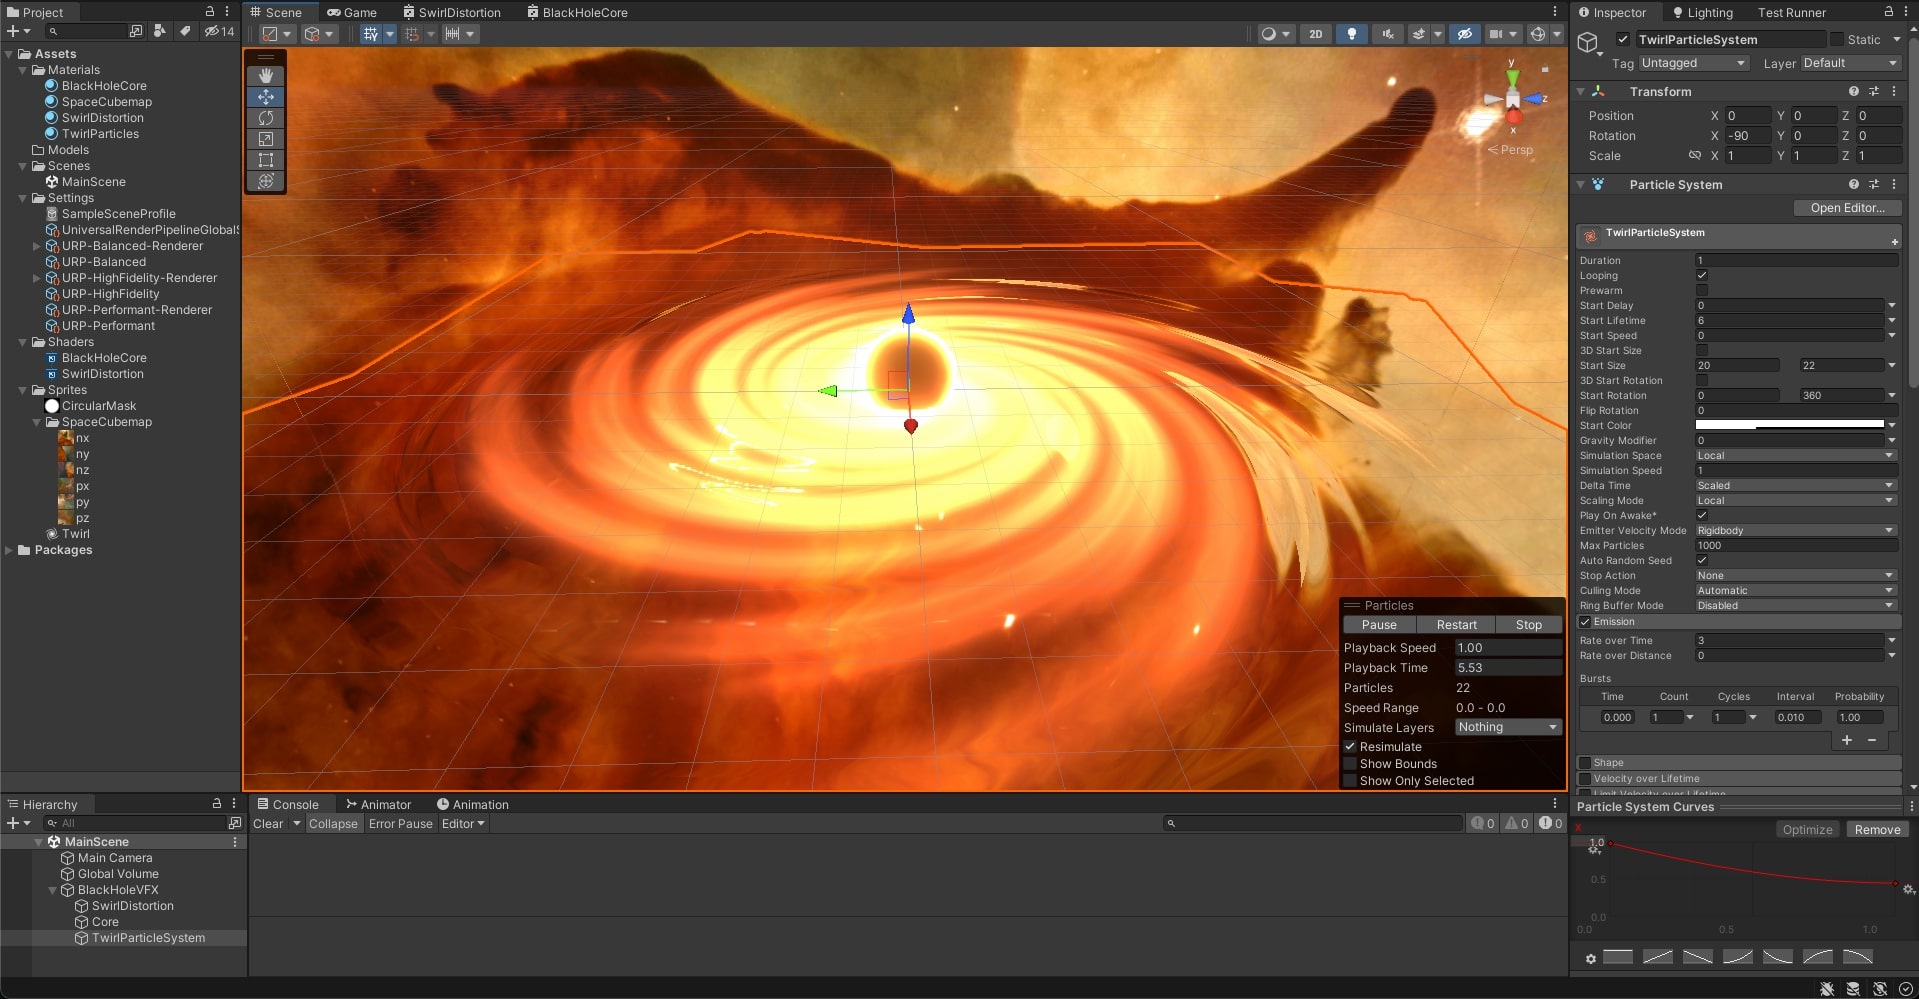 Project
14
Assets
Materials
BlackHoleCore
SpaceCubemap
SwirlDistortion
TwirlParticles
Models
Scenes
MainScene
Settings
SampleSceneProfile
UniversalRenderPipelineGlobalS
URP-Balanced-Renderer
URP-Balanced
URP-HighFidelity-Renderer
URP-HighFidelity
URP-Performant-Renderer
URP-Performant
Shaders
BlackHoleCore
SwirlDistortion
Sprites
CircularMask
SpaceCubemap
nx
ny
nz
px
py
pz
Twirl
Packages
Scene Game SwirlDistortion BlackHoleCore
2D
y
z
x
Persp
Particles
Pause Restart Stop
Playback Speed 1.00
Playback Time 5.53
Particles 22
Speed Range 0.0 - 0.0
Simulate Layers Nothing
Resimulate
Show Bounds
Show Only Selected
Hierarchy
All
MainScene
Main Camera
Global Volume
BlackHoleVFX
SwirlDistortion
Core
TwirlParticleSystem
Console Animator Animation
Clear Collapse Error Pause Editor 0 0 0
Inspector Lighting Test Runner
TwirlParticleSystem Static
Tag Untagged Layer Default
Transform
Position X 0 Y 0 Z 0
Rotation X -90 Y 0 Z 0
Scale X 1 Y 1 Z 1
Particle System
Open Editor...
TwirlParticleSystem
Duration 1
Looping
Prewarm
Start Delay 0
Start Lifetime 6
Start Speed 0
3D Start Size
Start Size 20 22
3D Start Rotation
Start Rotation 0 360
Flip Rotation 0
Start Color
Gravity Modifier 0
Simulation Space Local
Simulation Speed 1
Delta Time Scaled
Scaling Mode Local
Play On Awake*
Emitter Velocity Mode Rigidbody
Max Particles 1000
Auto Random Seed
Stop Action None
Culling Mode Automatic
Ring Buffer Mode Disabled
Emission
Rate over Time 3
Rate over Distance 0
Bursts
Time Count Cycles Interval Probability
0.000 1 1 0.010 1.00
Shape
Velocity over Lifetime
Limit Velocity over Lifetime
Particle System Curves
X
Optimize Remove
1.0
0.5
0.0
0.0 0.5 1.0